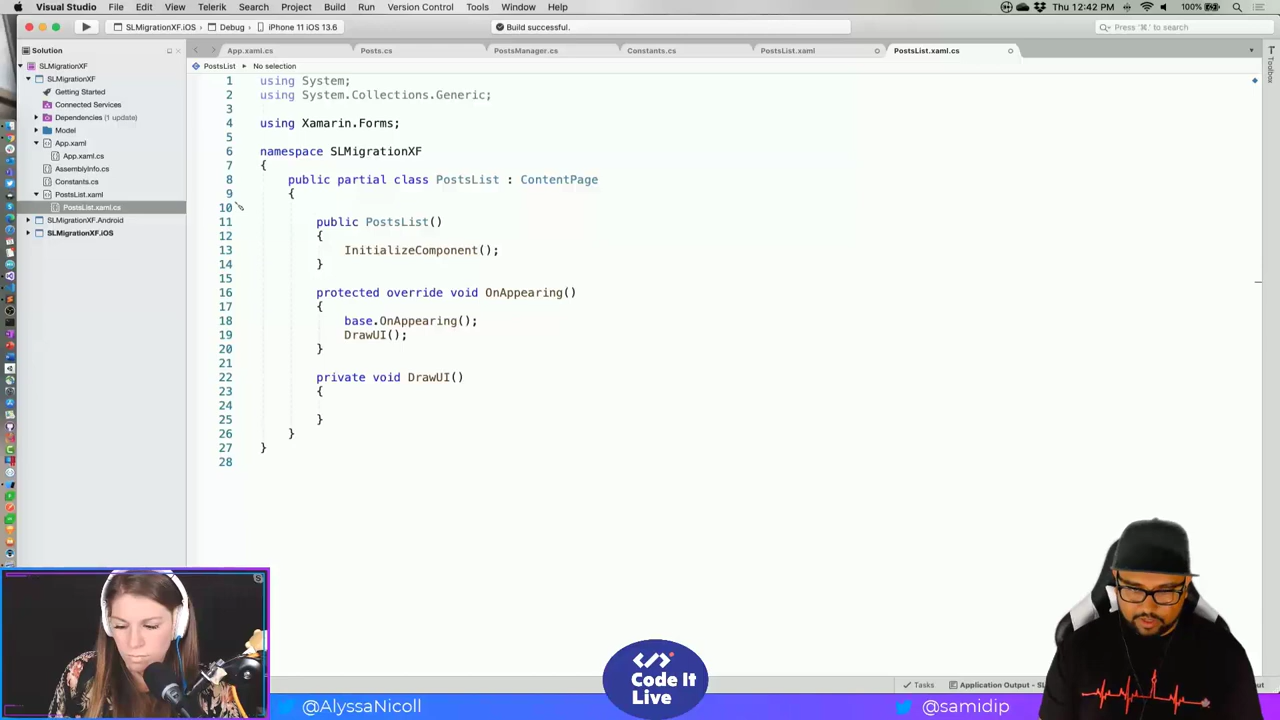 Visual Studio File Edit View Telerik Search Project Build Run Version Control Tools Window Help
100% Thu 12:42 PM
SLMigrationXF.iOS Debug iPhone 11 iOS 13.6
Build successful.
Press '⌘.' to search
Solution
App.xaml.cs Posts.cs PostsManager.cs Constants.cs PostsList.xaml PostsList.xaml.cs
PostsList No selection
Toolbox
SLMigrationXF
SLMigrationXF
Getting Started
Connected Services
Dependencies (1 update)
Model
App.xaml
App.xaml.cs
AssemblyInfo.cs
Constants.cs
PostsList.xaml
PostsList.xaml.cs
SLMigrationXF.Android
SLMigrationXF.iOS
1 using System;
2 using System.Collections.Generic;
3
4 using Xamarin.Forms;
5
6 namespace SLMigrationXF
7 {
8 public partial class PostsList : ContentPage
9 {
10
11 public PostsList()
12 {
13 InitializeComponent();
14 }
15
16 protected override void OnAppearing()
17 {
18 base.OnAppearing();
19 DrawUI();
20 }
21
22 private void DrawUI()
23 {
24
25 }
26 }
27 }
28
Tasks Application Output - SL
Code It
Live
@AlyssaNicoll
@samidip